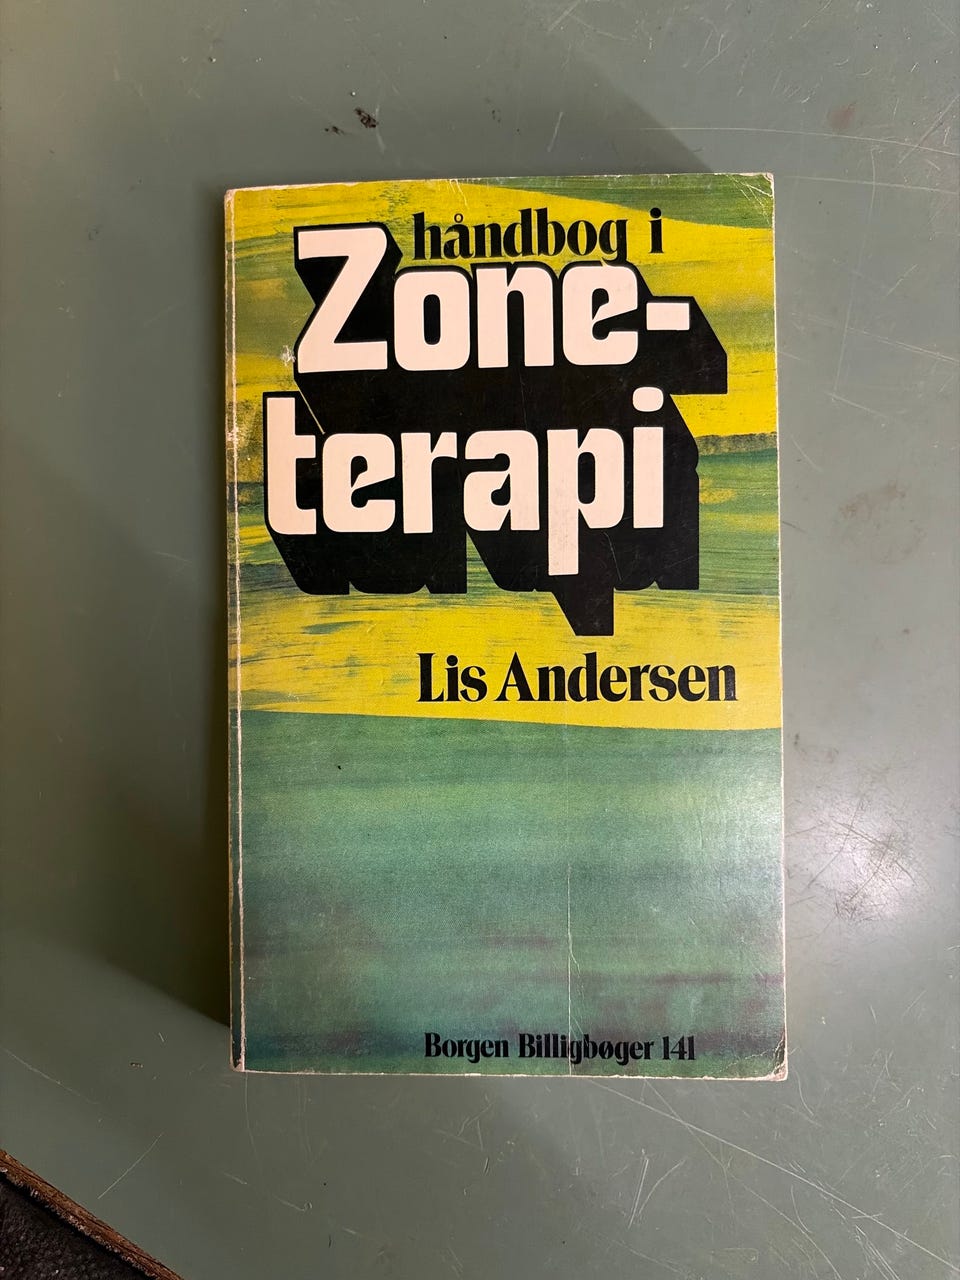 håndbog i
Zone-
terapi
Lis Andersen
Borgen Billigbøger 141